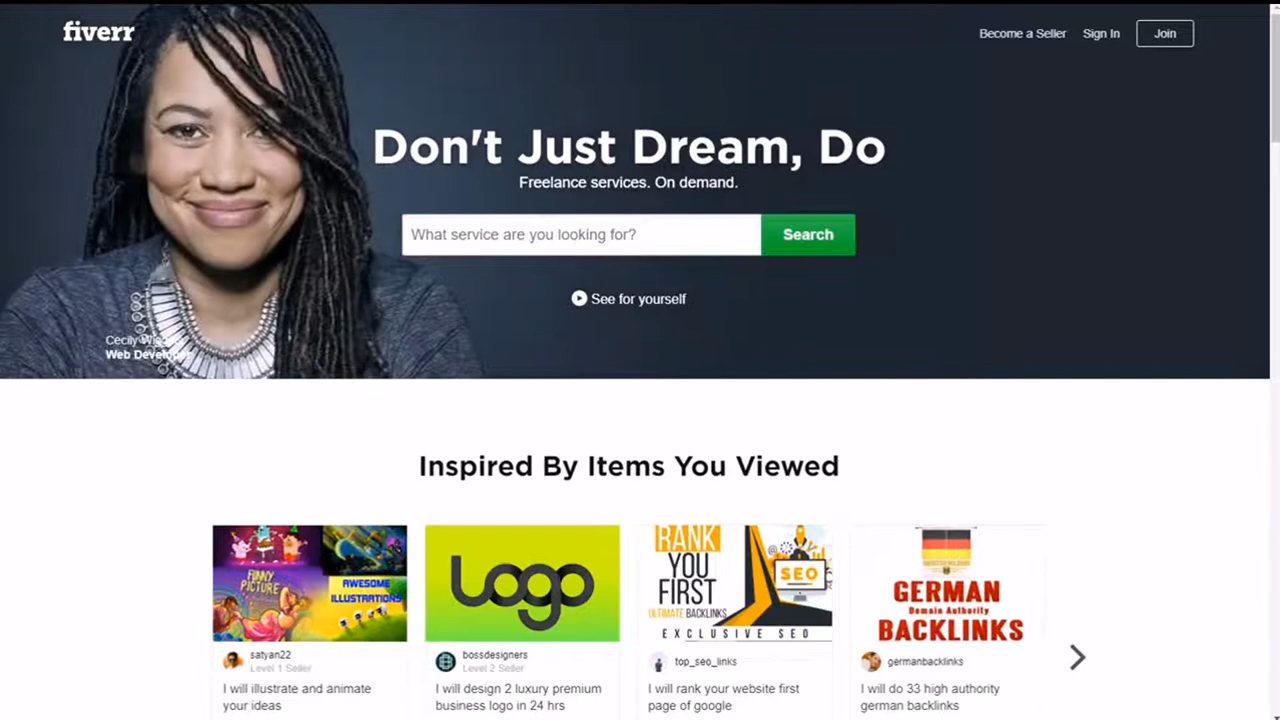 fiverr
Become a Seller
Sign In
Join
Don't Just Dream, Do
Freelance services. On demand.
What service are you looking for?
Search
See for yourself
Cecily
Web Developer
Inspired By Items You Viewed
FUNNY
PICTURE
AWESOME
ILLUSTRATIONS
satyan22
Level 1 Seller
I will illustrate and animate
your ideas
Logo
bossdesigners
Level 2 Seller
I will design 2 luxury premium
business logo in 24 hrs
RANK
YOU
FIRST
ULTIMATE BACKLINKS
SEO
EXCLUSIVE SEO
top_seo_links
I will rank your website first
page of google
GERMAN
Domain Authority
BACKLINKS
germanbacklinks
I will do 33 high authority
german backlinks